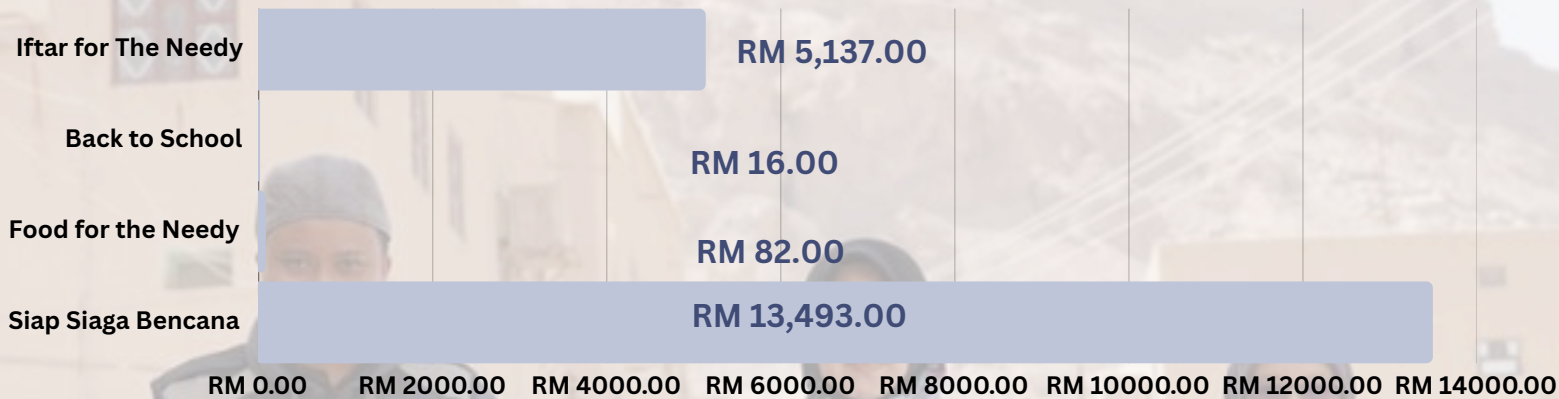 Iftar for The Needy
RM 5,137.00
Back to School
RM 16.00
Food for the Needy
RM 82.00
Siap Siaga Bencana
RM 13,493.00
RM 0.00 RM 2000.00 RM 4000.00 RM 6000.00 RM 8000.00 RM 10000.00 RM 12000.00 RM 14000.00